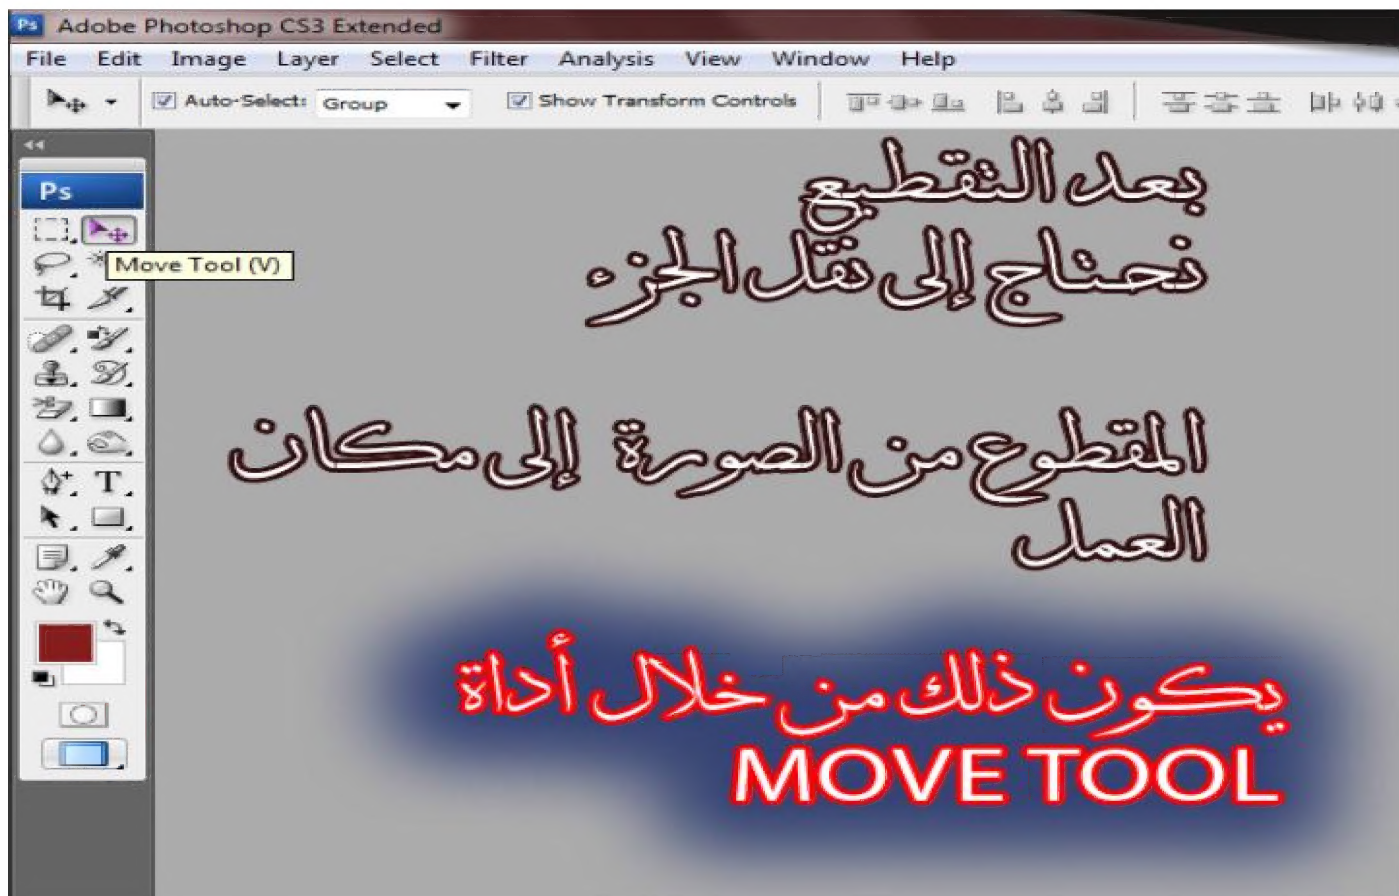 Ps Adobe Photoshop CS3 Extended
File Edit Image Layer Select Filter Analysis View Window Help
Auto-Select: Group Show Transform Controls
Ps
Move Tool (V)
T
بعد التقطيع
نحتاج إلى نقل الجزء
المقطوع من الصورة إلى مكان
العمل
يكون ذلك من خلال أداة
MOVE TOOL